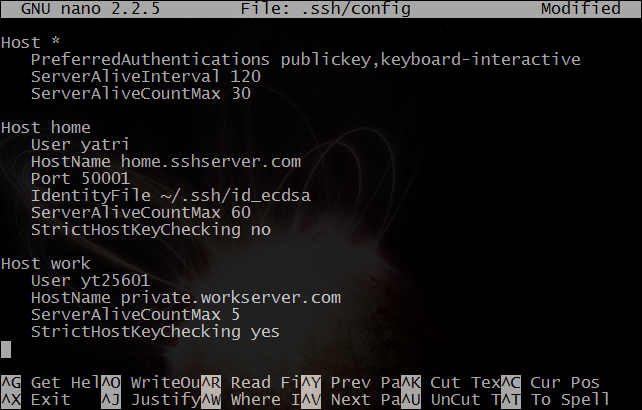 GNU nano 2.2.5 File: .ssh/config Modified
Host *
PreferredAuthentications publickey,keyboard-interactive
ServerAliveInterval 120
ServerAliveCountMax 30
Host home
User yatri
HostName home.sshserver.com
Port 50001
IdentityFile ~/.ssh/id_ecdsa
ServerAliveCountMax 60
StrictHostKeyChecking no
Host work
User yt25601
HostName private.workserver.com
ServerAliveCountMax 5
StrictHostKeyChecking yes
^G Get Hel^O WriteOu^R Read Fi^Y Prev Pa^K Cut Tex^C Cur Pos
^X Exit ^J Justify^W Where I^V Next Pa^U UnCut T^T To Spell